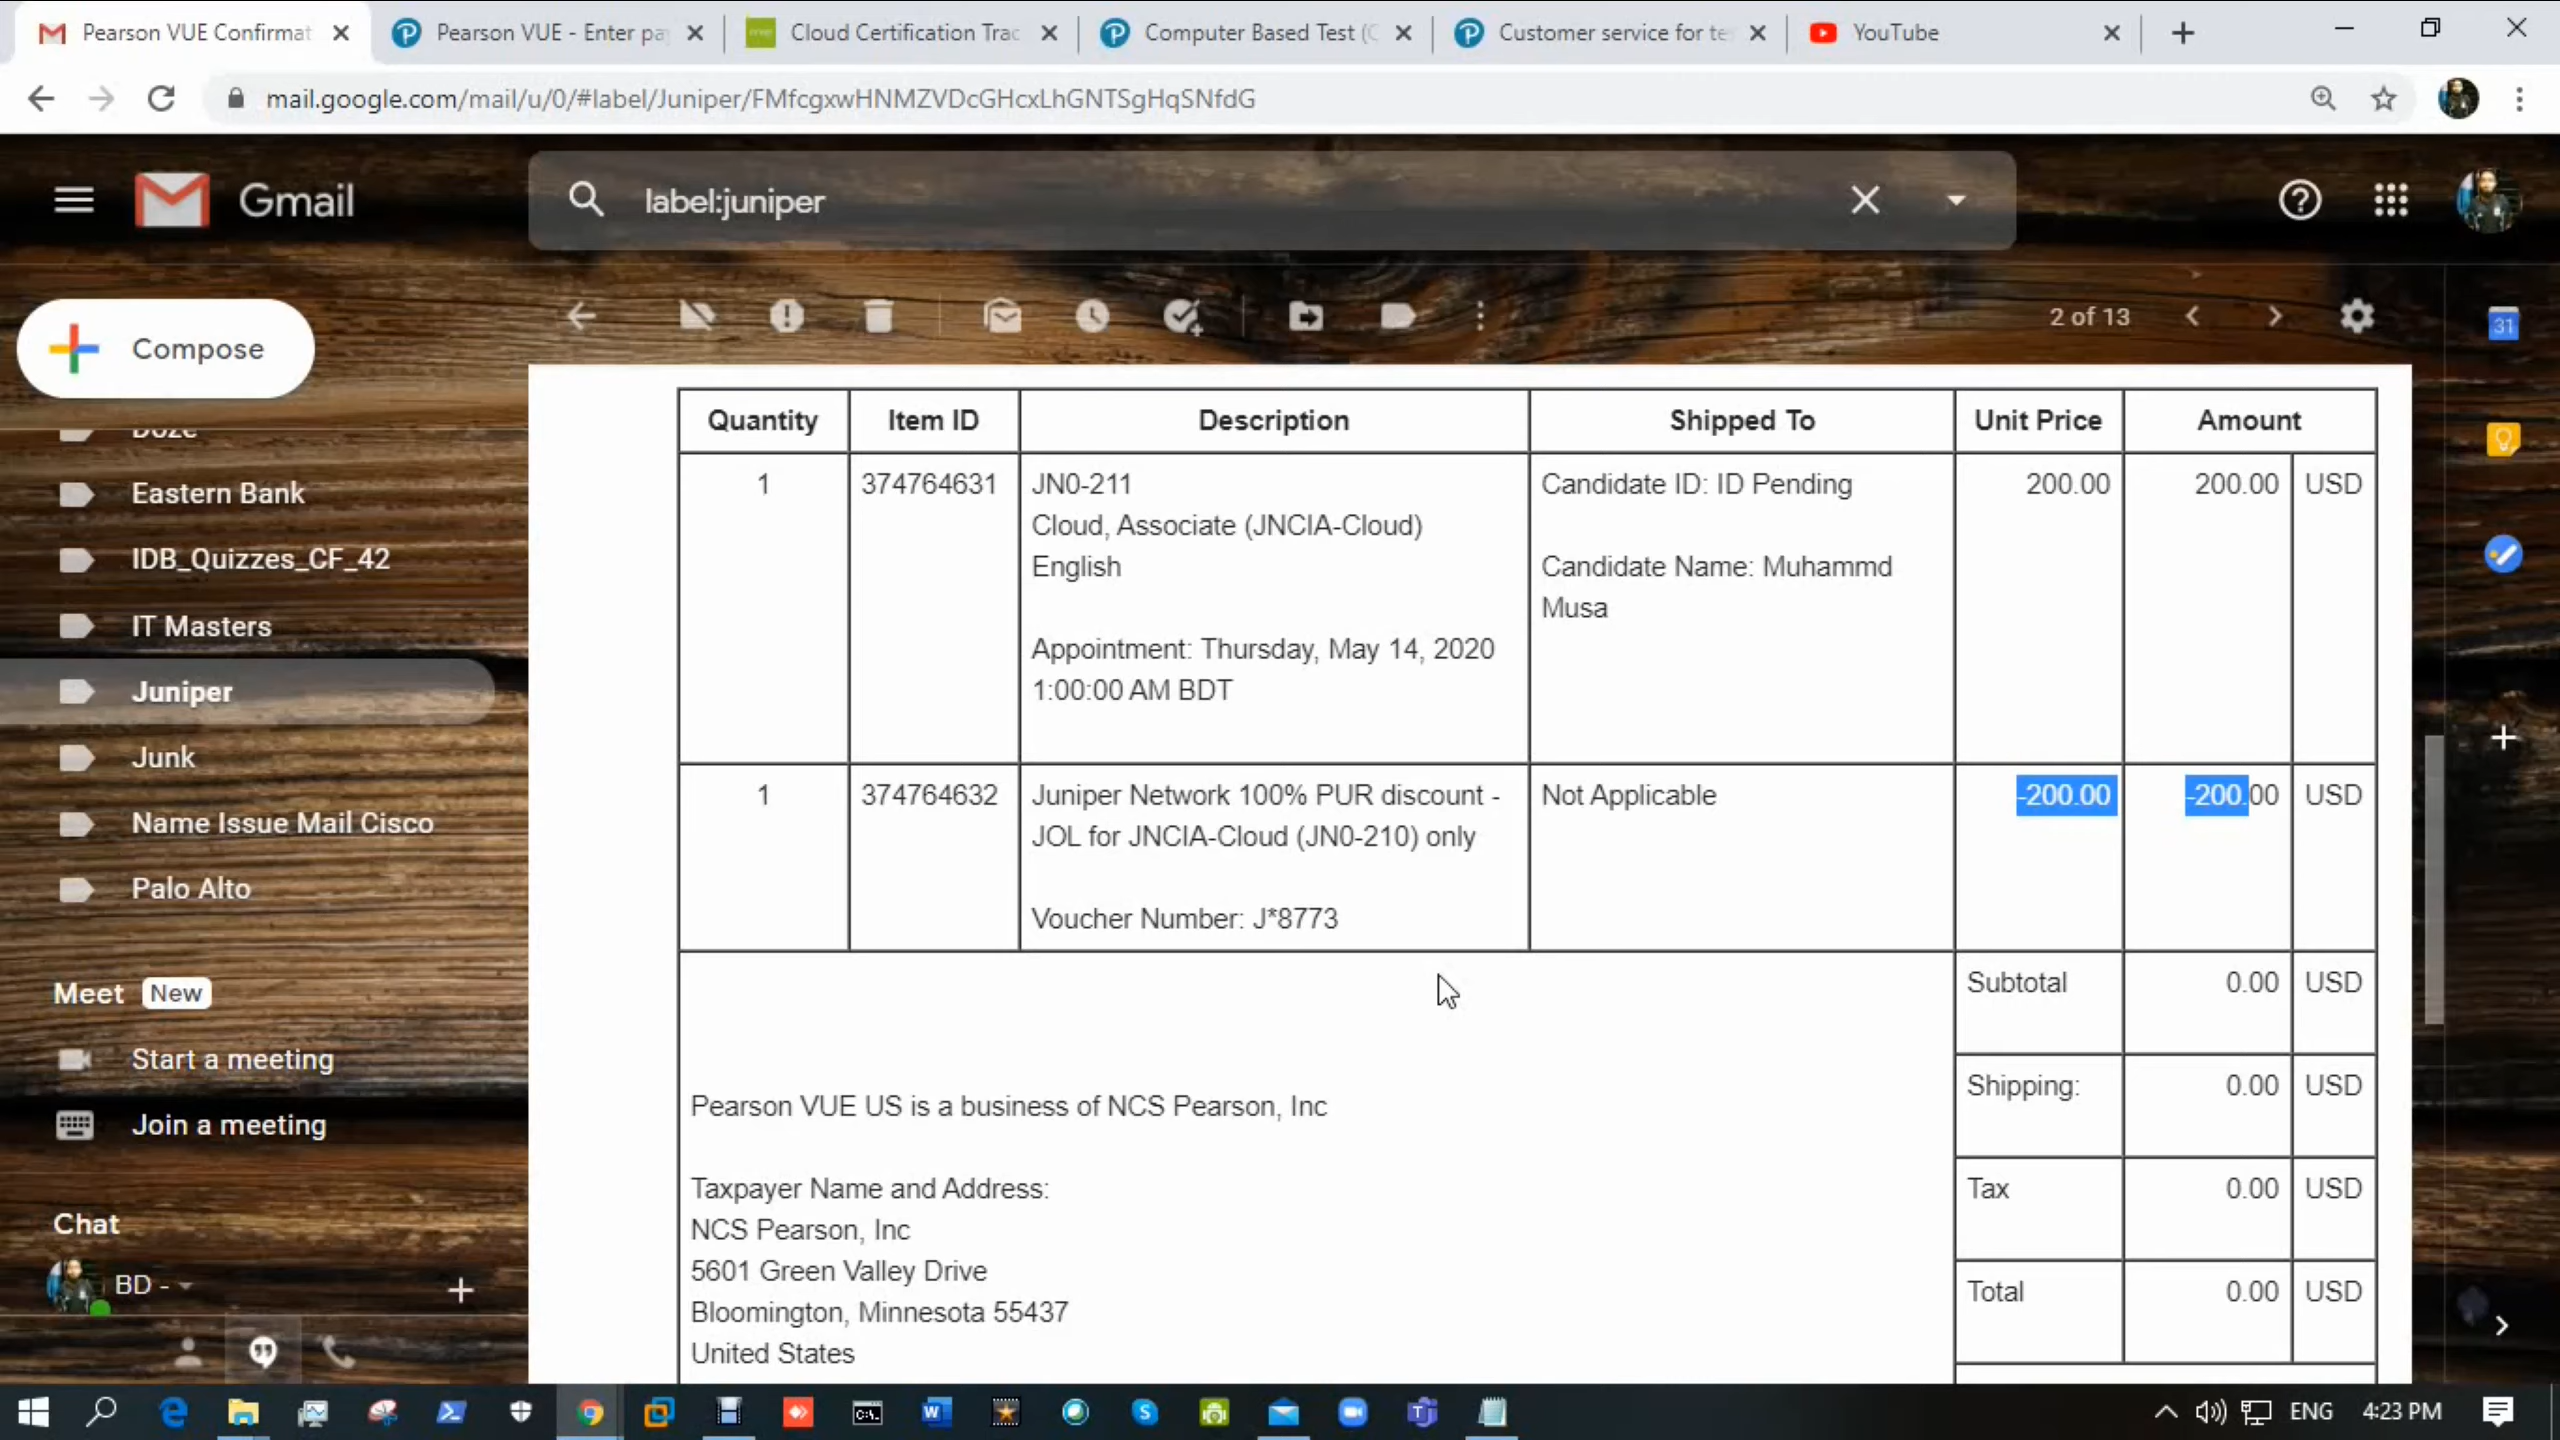 Pearson VUE Confirmat
Pearson VUE - Enter pa
Cloud Certification Trac
Computer Based Test (C
Customer service for te
YouTube
mail.google.com/mail/u/0/#label/Juniper/FMfcgxwHNMZVDcGHcxLhGNTSgHqSNfdG
Gmail
label:juniper
Compose
2 of 13
31
Doze
Eastern Bank
IDB_Quizzes_CF_42
IT Masters
Juniper
Junk
Name Issue Mail Cisco
Palo Alto
Meet New
Start a meeting
Join a meeting
Chat
BD -
Quantity Item ID Description Shipped To Unit Price Amount
1 374764631 JN0-211 Candidate ID: ID Pending 200.00 200.00 USD
Cloud, Associate (JNCIA-Cloud)
English Candidate Name: Muhammd
Musa
Appointment: Thursday, May 14, 2020
1:00:00 AM BDT
1 374764632 Juniper Network 100% PUR discount - Not Applicable -200.00 -200.00 USD
JOL for JNCIA-Cloud (JN0-210) only
Voucher Number: J*8773
Subtotal 0.00 USD
Shipping: 0.00 USD
Tax 0.00 USD
Total 0.00 USD
Pearson VUE US is a business of NCS Pearson, Inc
Taxpayer Name and Address:
NCS Pearson, Inc
5601 Green Valley Drive
Bloomington, Minnesota 55437
United States
ENG 4:23 PM